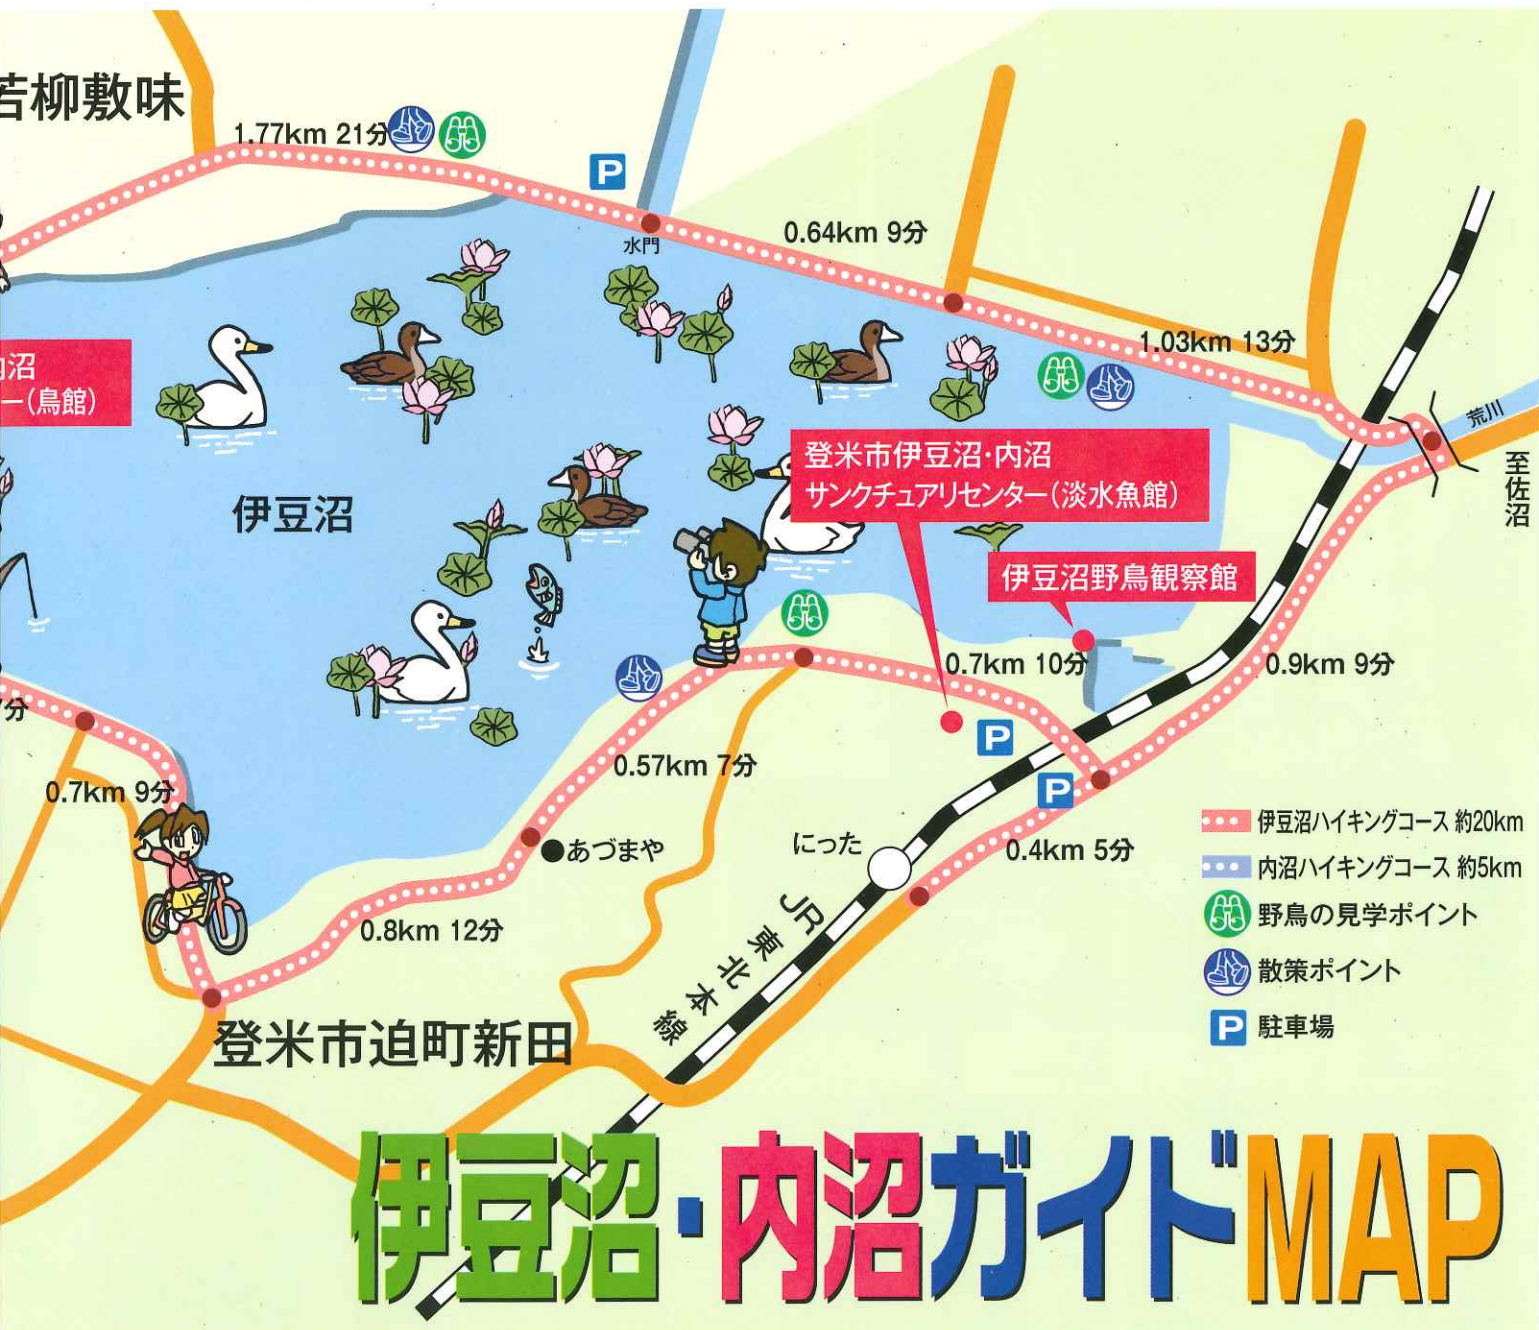 若柳敷味
1.77km 21分
P
水門
0.64km 9分
1.03km 13分
内沼
ー(鳥館)
荒川
至佐沼
登米市伊豆沼・内沼
サンクチュアリセンター(淡水魚館)
伊豆沼
伊豆沼野鳥観察館
0.7km 10分
0.9km 9分
分
P
0.57km 7分
0.7km 9分
P
あづまや
にった
0.4km 5分
0.8km 12分
JR東北本線
登米市迫町新田
伊豆沼ハイキングコース 約20km
内沼ハイキングコース 約5km
野鳥の見学ポイント
散策ポイント
P 駐車場
伊豆沼・内沼ガイドMAP